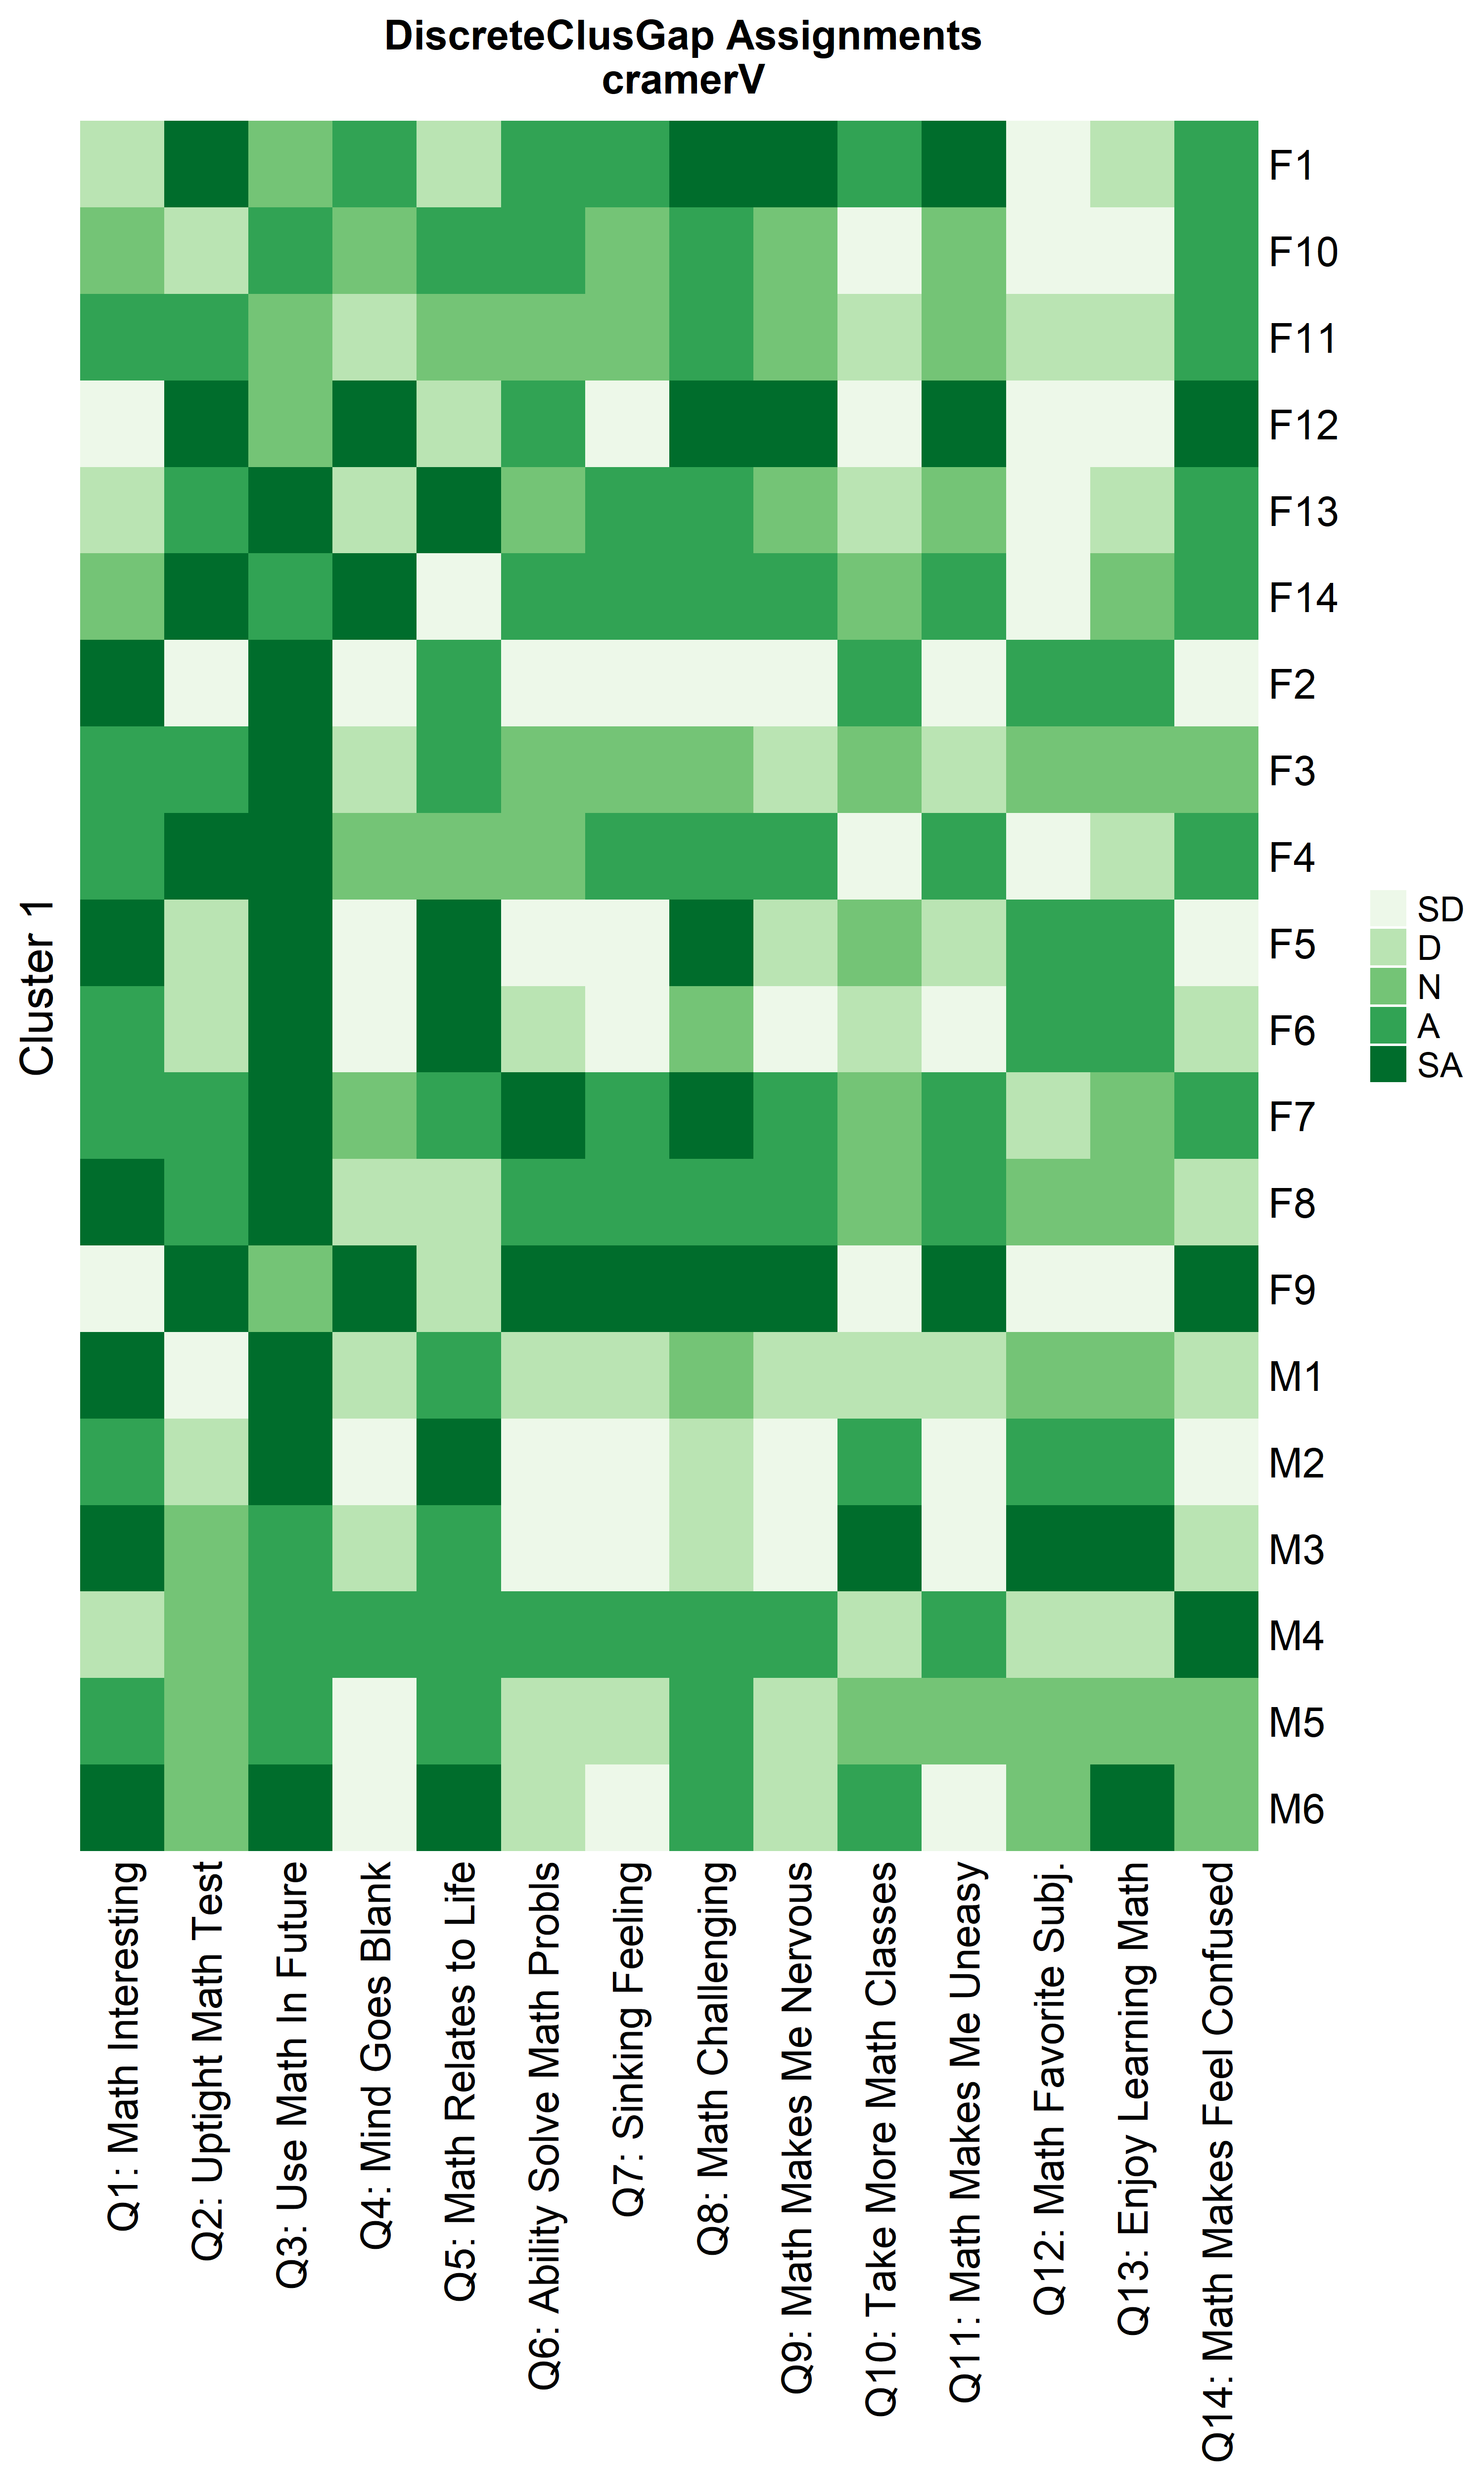 DiscreteClusGap Assignments
cramerV
Cluster 1
F1
F10
F11
F12
F13
F14
F2
F3
F4
F5
F6
F7
F8
F9
M1
M2
M3
M4
M5
M6
SD
D
N
A
SA
Q1: Math Interesting
Q2: Uptight Math Test
Q3: Use Math In Future
Q4: Mind Goes Blank
Q5: Math Relates to Life
Q6: Ability Solve Math Probls
Q7: Sinking Feeling
Q8: Math Challenging
Q9: Math Makes Me Nervous
Q10: Take More Math Classes
Q11: Math Makes Me Uneasy
Q12: Math Favorite Subj.
Q13: Enjoy Learning Math
Q14: Math Makes Feel Confused